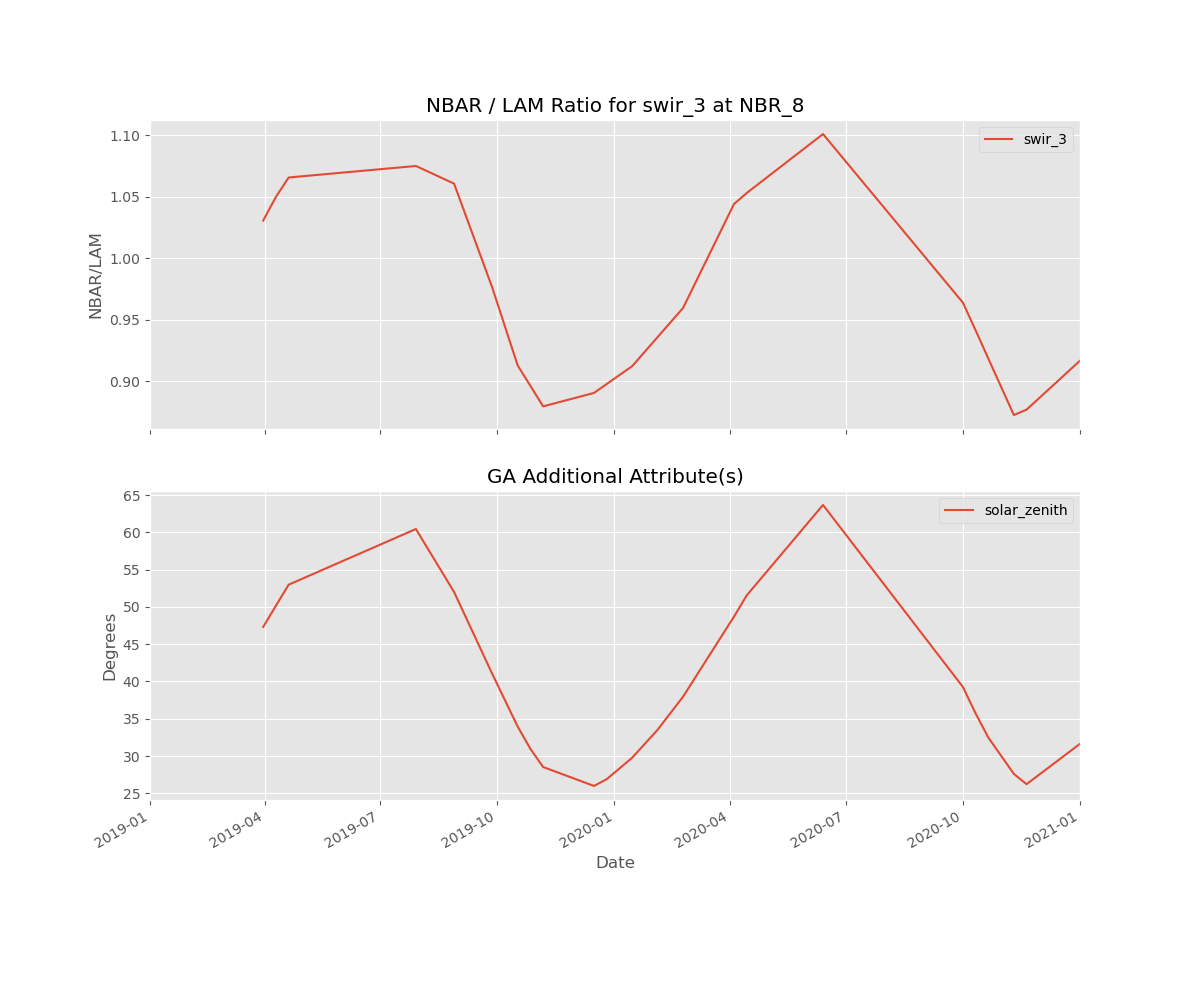 NBAR / LAM Ratio for swir_3 at NBR_8
swir_3
NBAR/LAM
1.10
1.05
1.00
0.95
0.90
GA Additional Attribute(s)
solar_zenith
Degrees
65
60
55
50
45
40
35
30
25
2019-01 2019-04 2019-07 2019-10 2020-01 2020-04 2020-07 2020-10 2021-01
Date